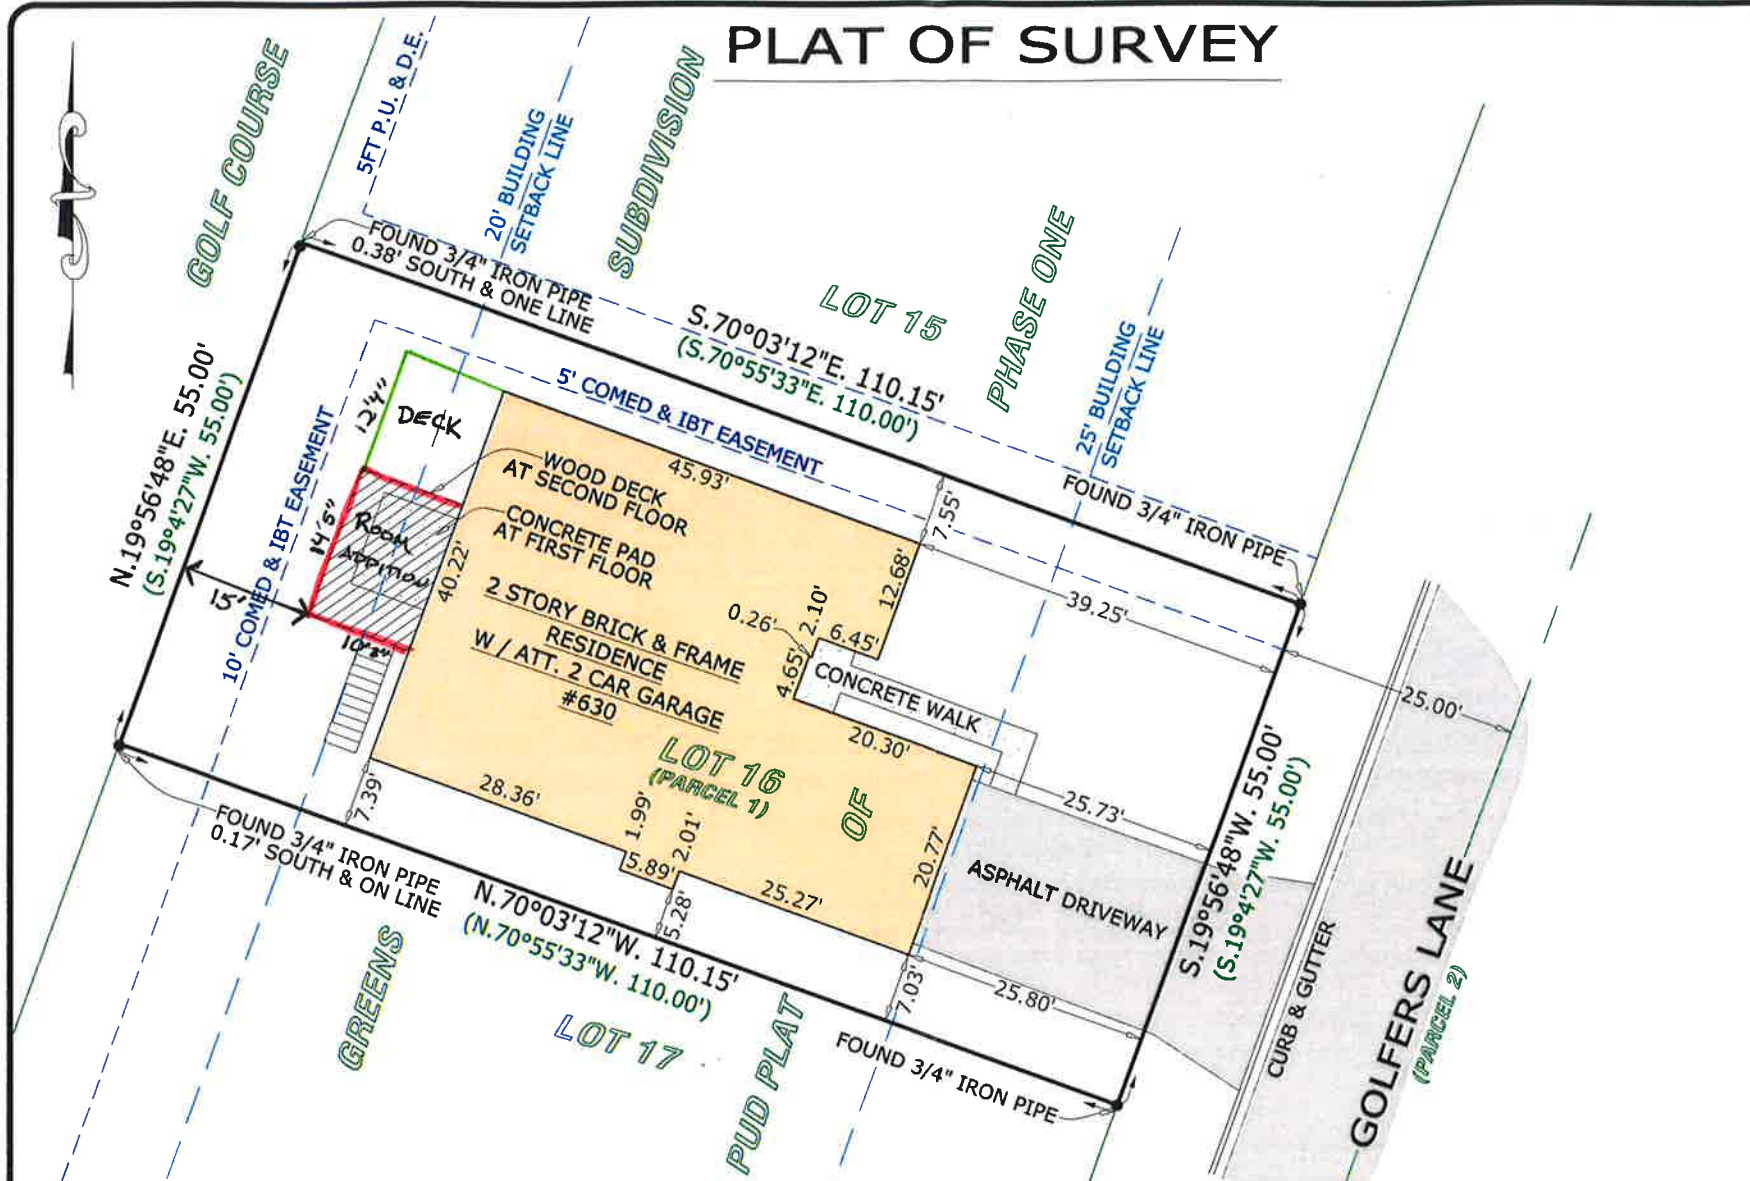 PLAT OF SURVEY
GOLF COURSE
5FT P.U. & D.E.
20' BUILDING
SETBACK LINE
SUBDIVISION
FOUND 3/4" IRON PIPE
0.38' SOUTH & ONE LINE
LOT 15
PHASE ONE
S.70°03'12"E. 110.15'
(S.70°55'33"E. 110.00')
25' BUILDING
SETBACK LINE
N.19°56'48"E. 55.00'
(S.19°4'27"W. 55.00')
10' COMED & IBT EASEMENT
5' COMED & IBT EASEMENT
12'4"
DECK
WOOD DECK
AT SECOND FLOOR
CONCRETE PAD
AT FIRST FLOOR
45.93'
7.55'
FOUND 3/4" IRON PIPE
14'5"
ROOM
ADDITION
15'
10'3"
40.22'
2 STORY BRICK & FRAME
RESIDENCE
W / ATT. 2 CAR GARAGE
#630
12.68'
39.25'
0.26'
2.10'
6.45'
4.65'
CONCRETE WALK
20.30'
25.00'
LOT 16
(PARCEL 1)
OF
7.39'
28.36'
1.99'
2.01'
5.89'
5.28'
25.27'
20.77'
25.73'
ASPHALT DRIVEWAY
S.19°56'48"W. 55.00'
(S.19°4'27"W. 55.00')
FOUND 3/4" IRON PIPE
0.17' SOUTH & ON LINE
N.70°03'12"W. 110.15'
(N.70°55'33"W. 110.00')
7.03'
25.80'
GREENS
LOT 17
PUD PLAT
FOUND 3/4" IRON PIPE
CURB & GUTTER
GOLFERS LANE
(PARCEL 2)